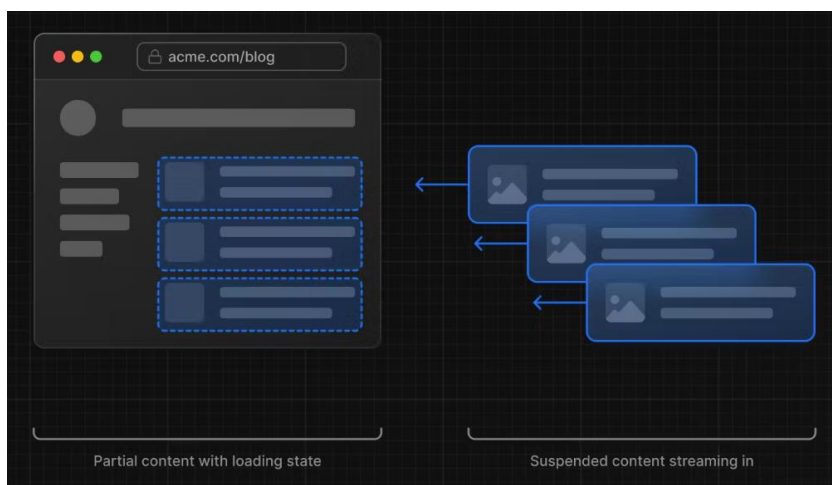 acme.com/blog
Partial content with loading state
Suspended content streaming in